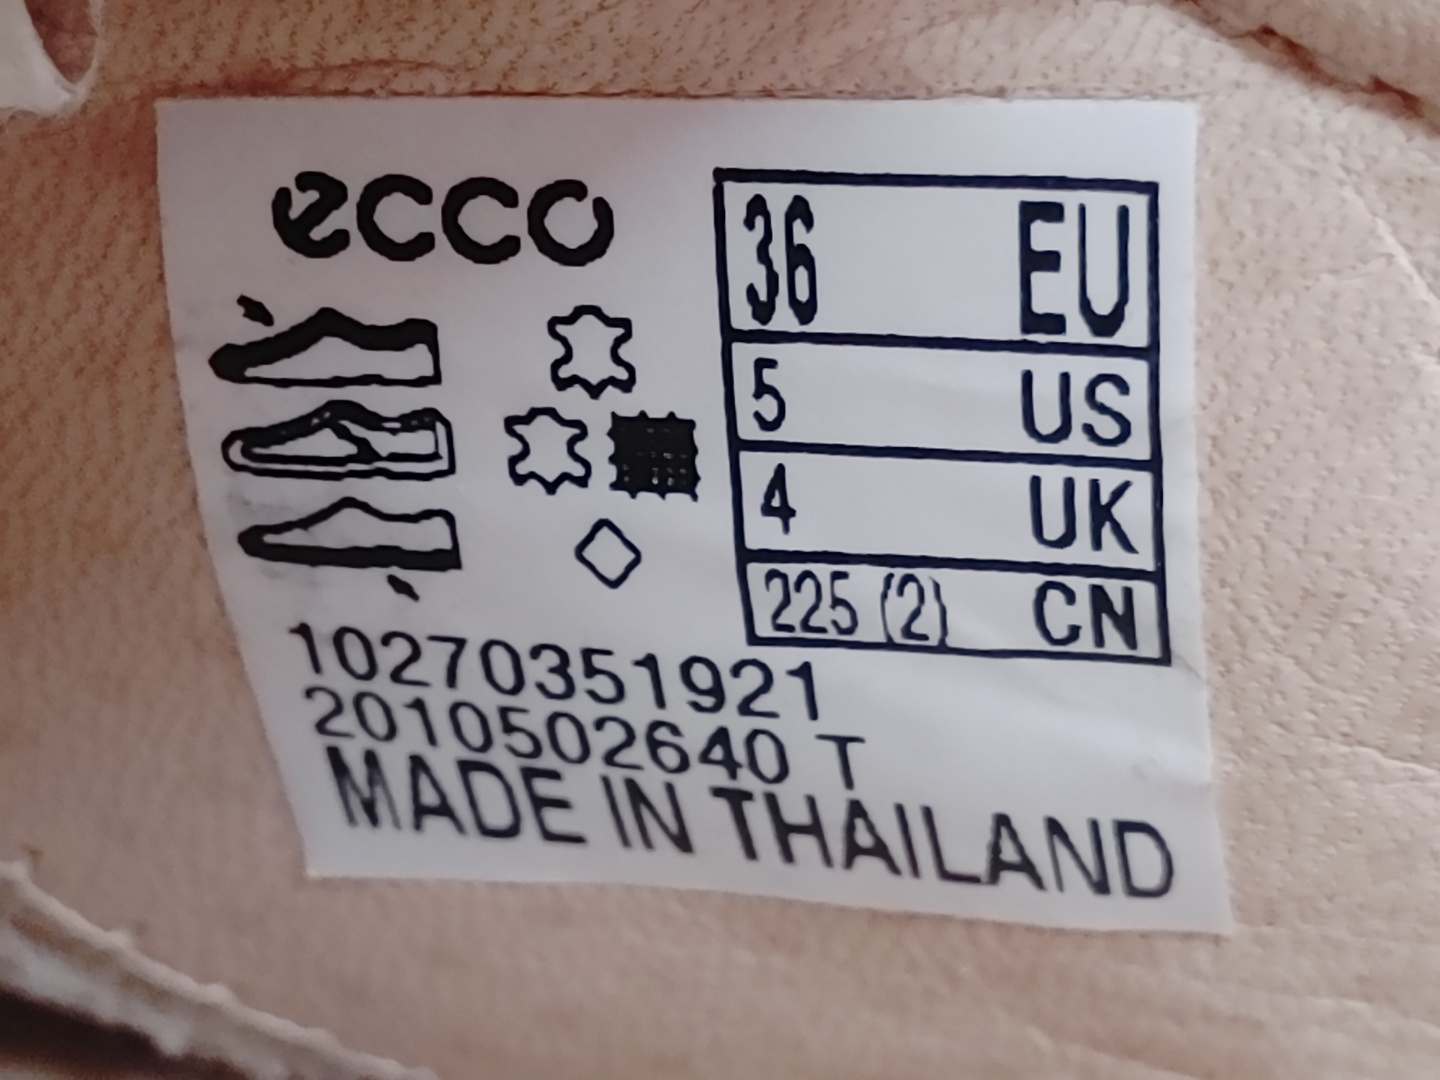 ecco
36 EU
5 US
4 UK
225 (2) CN
10270351921
2010502640 T
MADE IN THAILAND